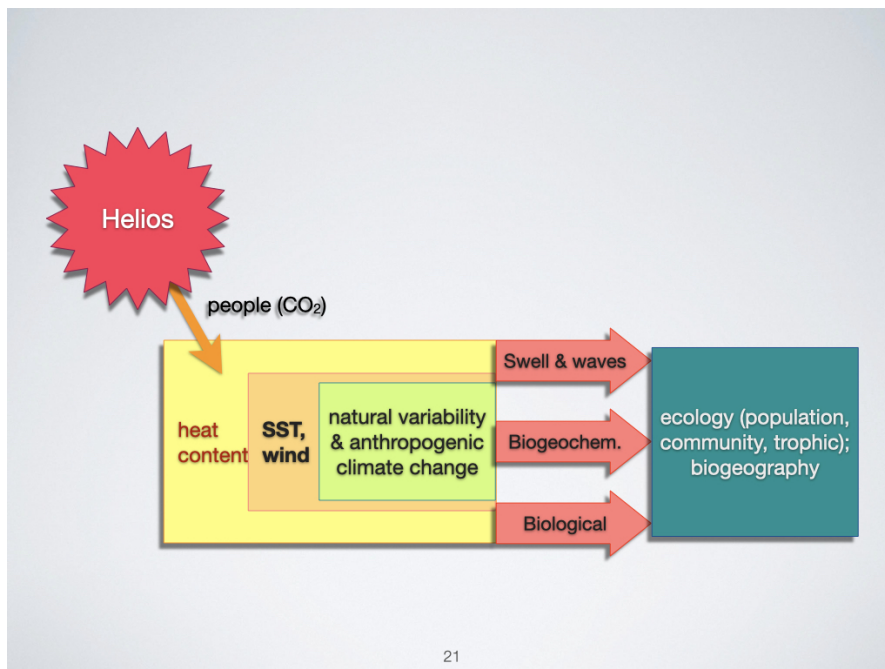 Helios
people (CO₂)
heat
content
SST,
wind
natural variability
& anthropogenic
climate change
Swell & waves
Biogeochem.
Biological
ecology (population,
community, trophic);
biogeography
21